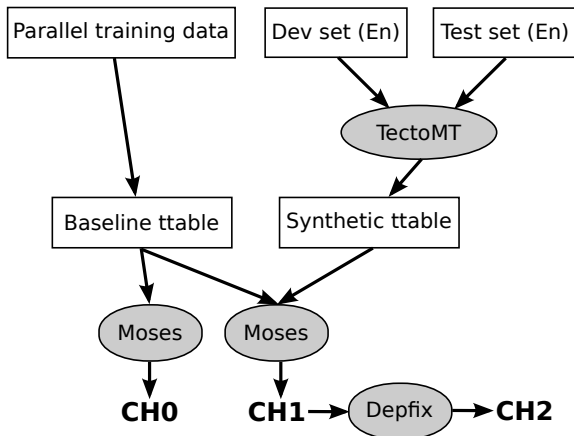 Parallel training data
Dev set (En)
Test set (En)
TectoMT
Baseline ttable
Synthetic ttable
Moses
Moses
CH0
CH1
Depfix
CH2